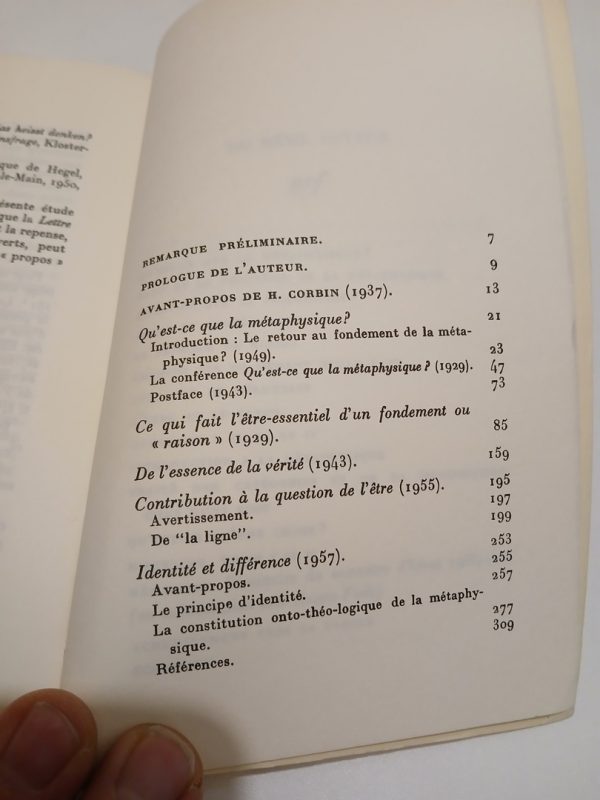 as heisst denken?
nsfrage, Kloster-
que de Hegel,
le-Main, 1950,
ésente étude
que la Lettre
t la repense,
verts, peut
« propos »
REMARQUE PRÉLIMINAIRE. 7
PROLOGUE DE L'AUTEUR. 9
AVANT-PROPOS DE H. CORBIN (1937). 13
Qu'est-ce que la métaphysique? 21
Introduction : Le retour au fondement de la méta-
physique? (1949). 23
La conférence Qu'est-ce que la métaphysique? (1929). 47
Postface (1943). 73
Ce qui fait l'être-essentiel d'un fondement ou
« raison » (1929). 85
De l'essence de la vérité (1943). 159
Contribution à la question de l'être (1955). 195
Avertissement. 197
De "la ligne". 199
Identité et différence (1957). 253
Avant-propos. 255
Le principe d'identité. 257
La constitution onto-théo-logique de la métaphy-
sique. 277
Références. 309